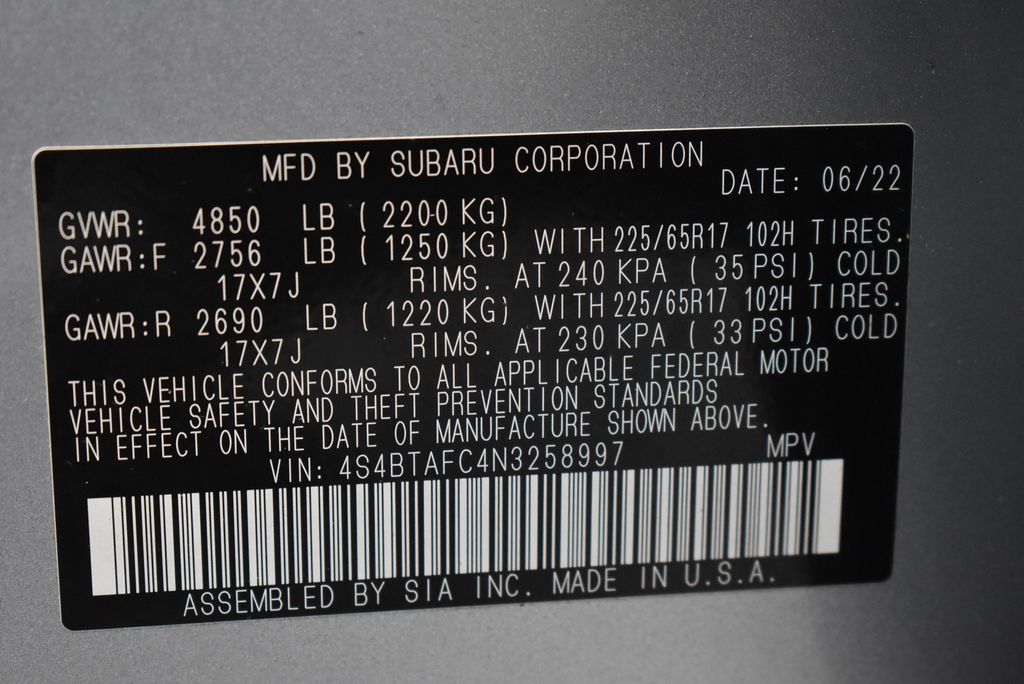 MFD BY SUBARU CORPORATION
DATE: 06/22
GVWR: 4850 LB ( 2200 KG)
GAWR:F 2756 LB ( 1250 KG) WITH 225/65R17 102H TIRES.
17X7J RIMS. AT 240 KPA ( 35 PSI) COLD
GAWR:R 2690 LB ( 1220 KG) WITH 225/65R17 102H TIRES.
17X7J RIMS. AT 230 KPA ( 33 PSI) COLD
THIS VEHICLE CONFORMS TO ALL APPLICABLE FEDERAL MOTOR
VEHICLE SAFETY AND THEFT PREVENTION STANDARDS
IN EFFECT ON THE DATE OF MANUFACTURE SHOWN ABOVE.
VIN: 4S4BTAFC4N3258997 MPV
ASSEMBLED BY SIA INC. MADE IN U.S.A.